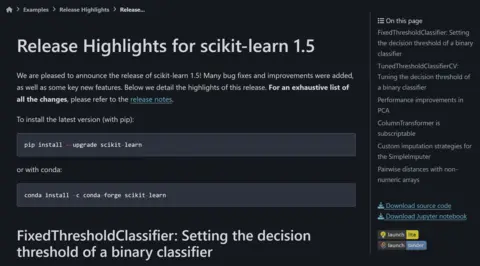 Examples > Release Highlights > Release...
Release Highlights for scikit-learn 1.5
We are pleased to announce the release of scikit-learn 1.5! Many bug fixes and improvements were added,
as well as some key new features. Below we detail the highlights of this release. For an exhaustive list of
all the changes, please refer to the release notes.
To install the latest version (with pip):
pip install --upgrade scikit-learn
or with conda:
conda install -c conda-forge scikit-learn
FixedThresholdClassifier: Setting the decision
threshold of a binary classifier
On this page
FixedThresholdClassifier: Setting
the decision threshold of a binary
classifier
TunedThresholdClassifierCV:
Tuning the decision threshold of
a binary classifier
Performance improvements in
PCA
ColumnTransformer is
subscriptable
Custom imputation strategies for
the SimpleImputer
Pairwise distances with non-
numeric arrays
Download source code
Download Jupyter notebook
launch lite
launch binder